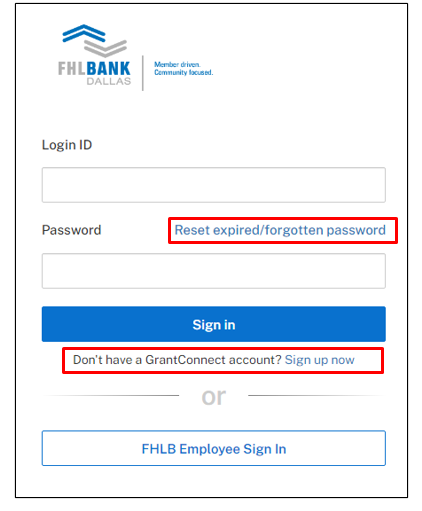 FHLBANK
DALLAS
Member driven.
Community focused.
Login ID
Password
Reset expired/forgotten password
Sign in
Don't have a GrantConnect account? Sign up now
or
FHLB Employee Sign In